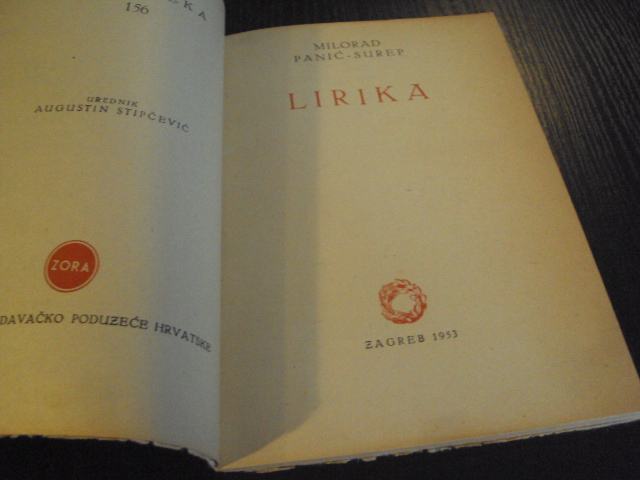 156
UREDNIK
AUGUSTIN STIPČEVIĆ
ZORA
DAVAČKO PODUZEĆE HRVATSKE
MILORAD
PANIĆ-SUREP
LIRIKA
ZAGREB 1953